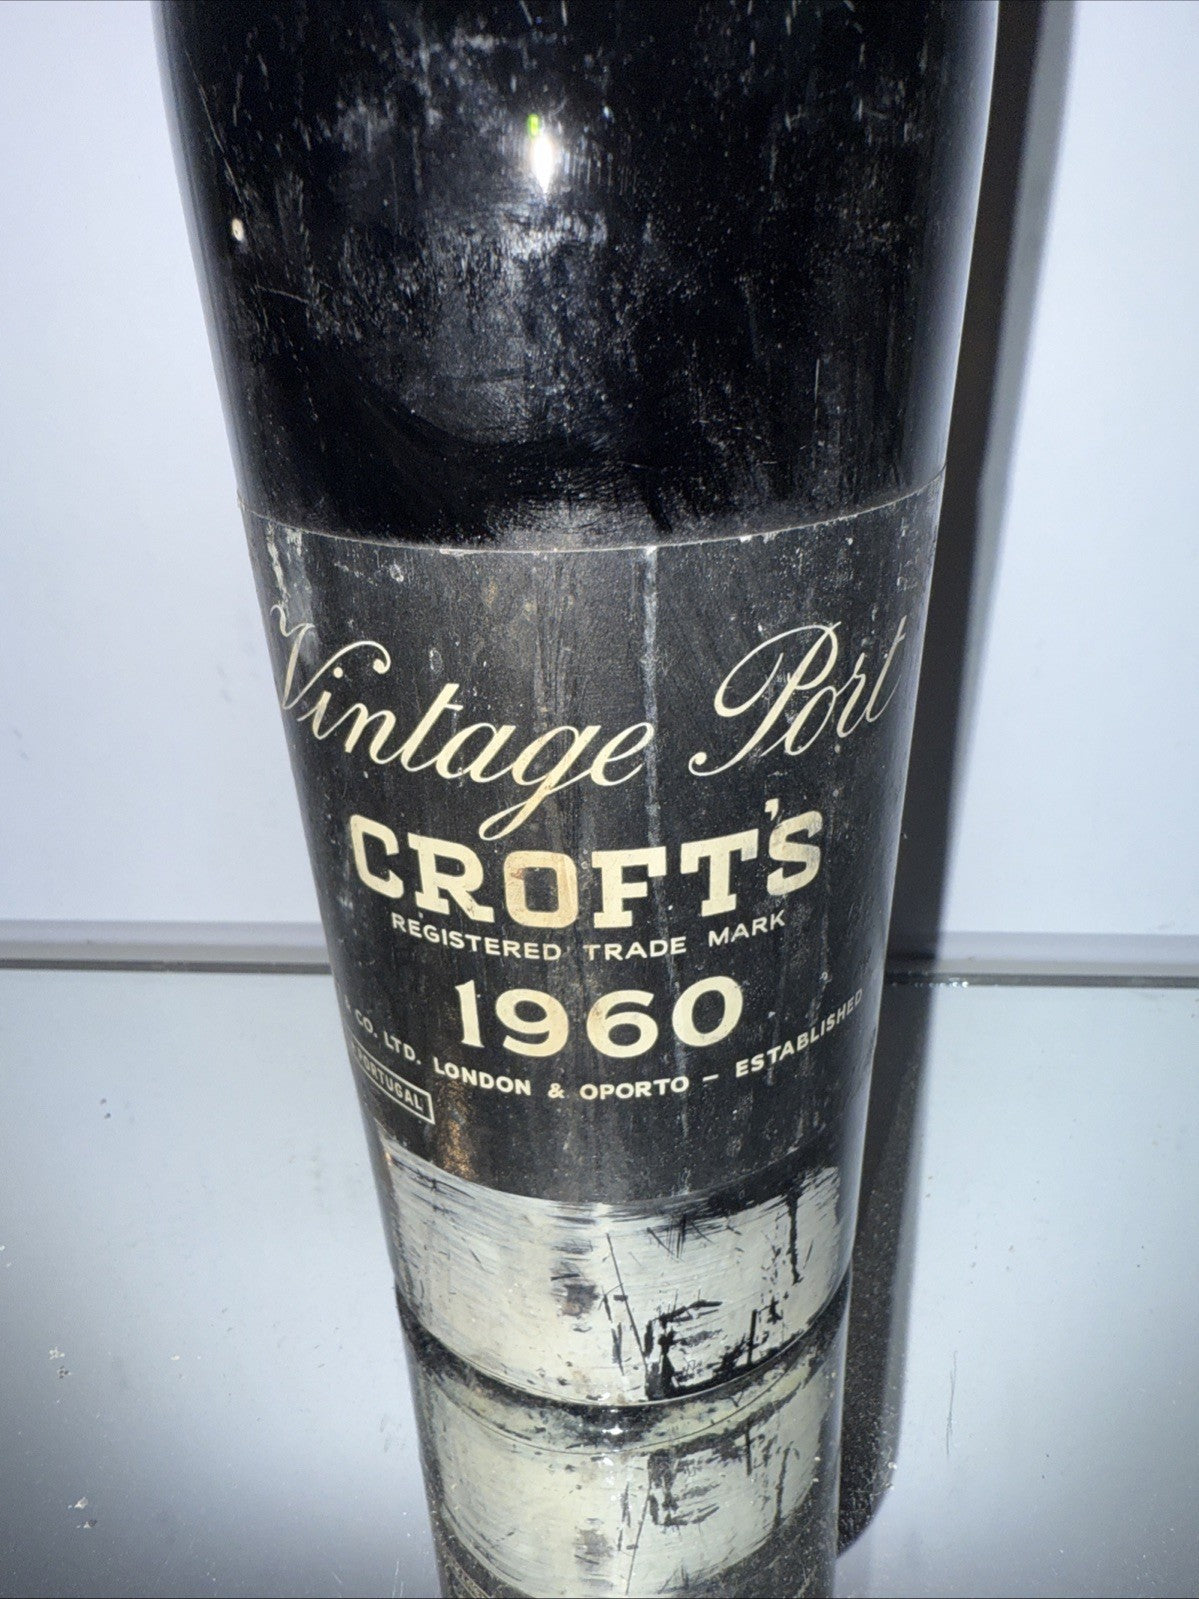 Vintage Port
CROFT'S
REGISTERED TRADE MARK
1960
& CO. LTD. LONDON & OPORTO — ESTABLISHED
PORTUGAL